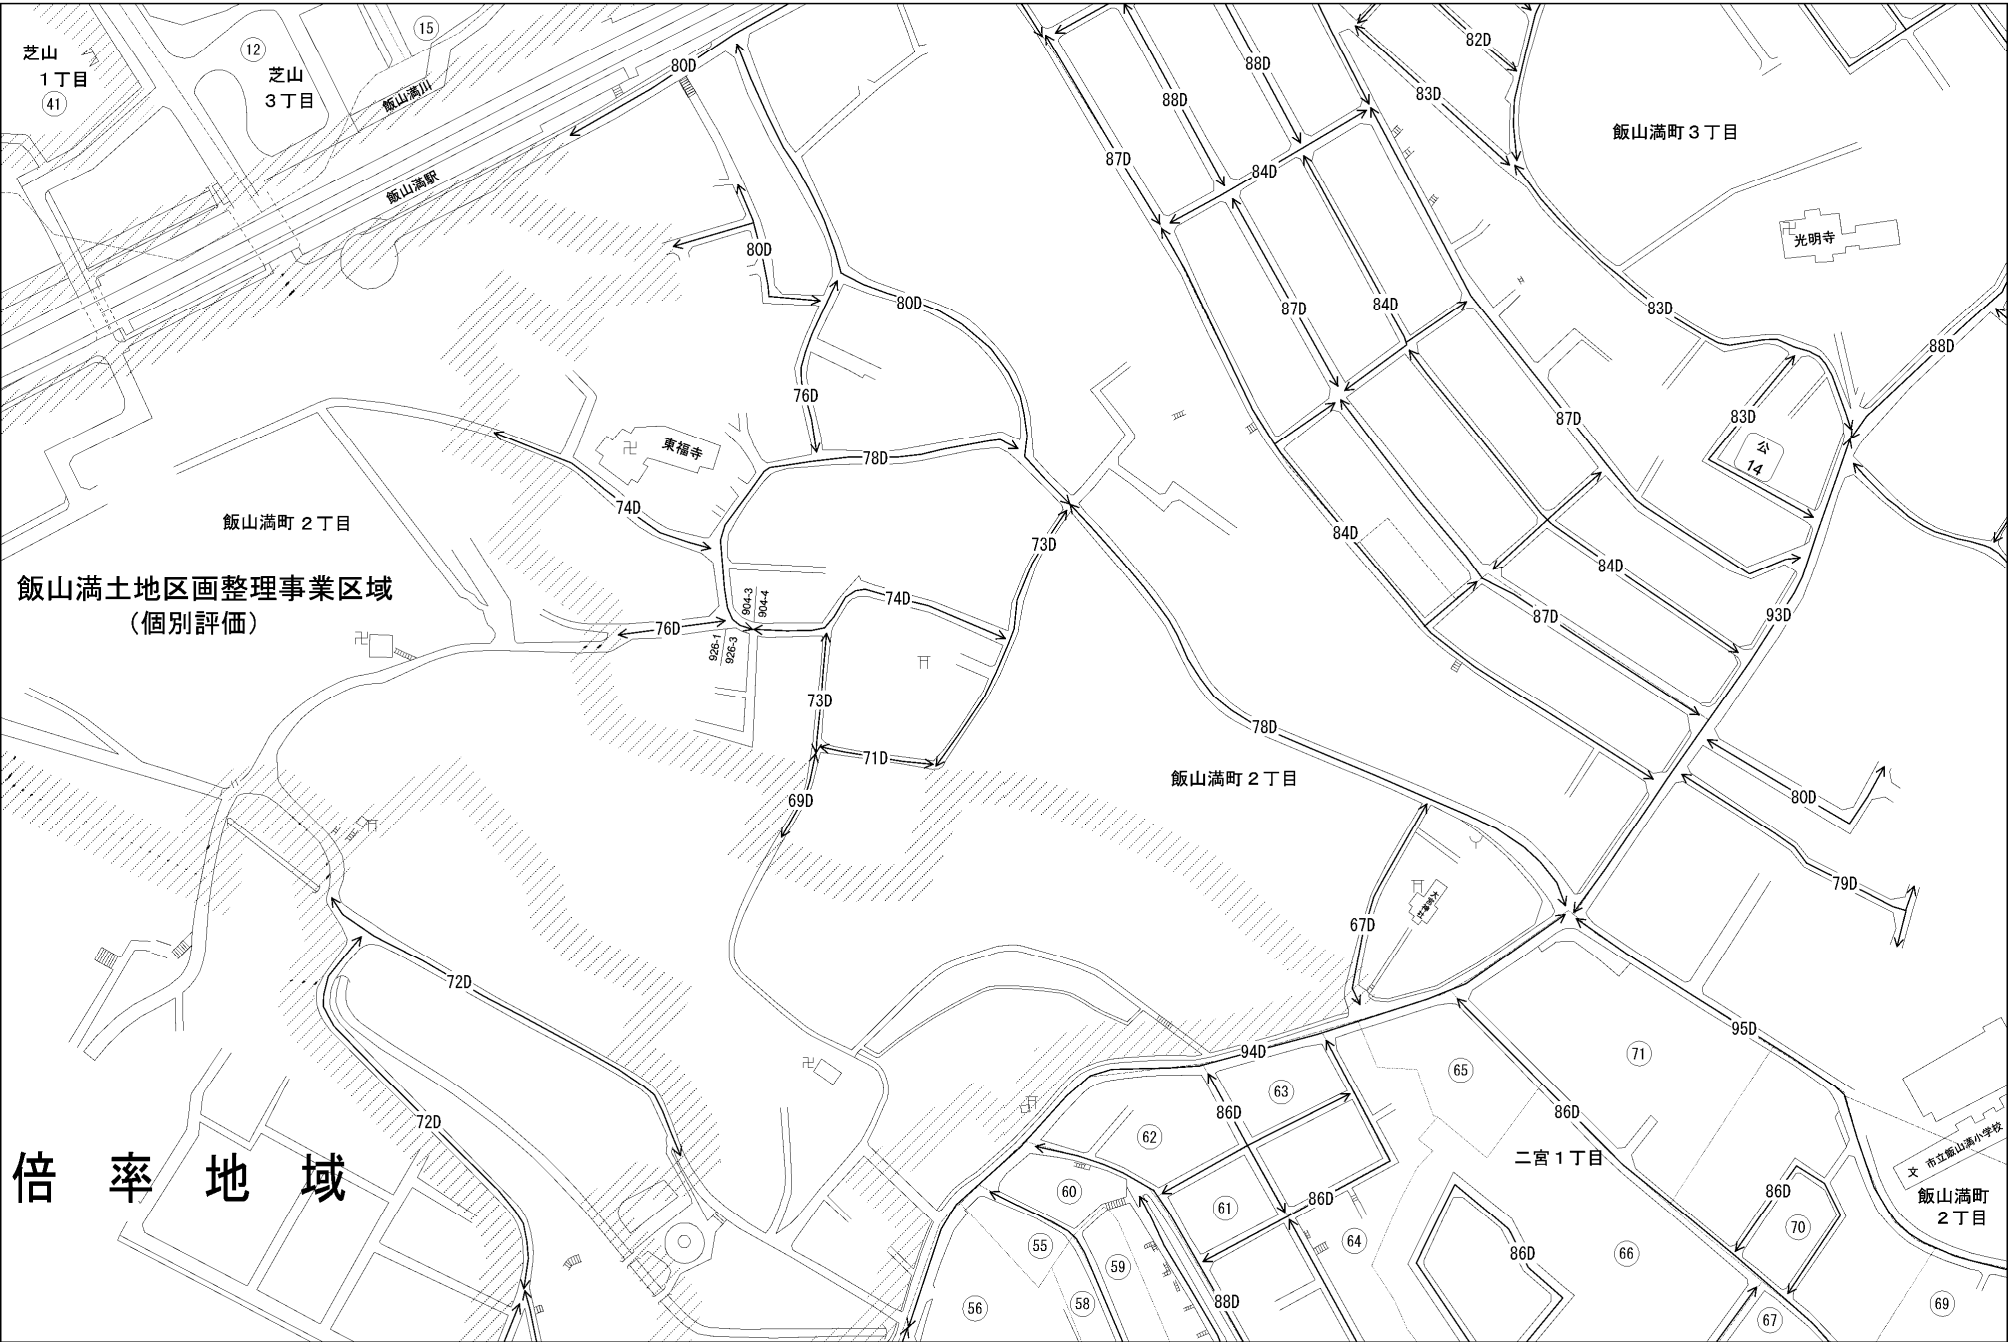 芝山
1丁目
41
12
芝山
3丁目
15
飯山満川
飯山満駅
80D
88D
82D
88D
83D
飯山満町3丁目
87D
84D
光明寺
80D
80D
87D
84D
83D
88D
76D
83D
87D
公
14
東福寺
78D
74D
飯山満町2丁目
73D
84D
84D
飯山満土地区画整理事業区域
(個別評価)
904-3
904-4
74D
76D
926-1
926-3
87D
93D
73D
78D
71D
飯山満町2丁目
69D
80D
79D
67D
大宮神社
72D
94D
95D
71
65
63
86D
86D
72D
62
二宮1丁目
市立飯山満小学校
文
倍率地域
60
61
86D
86D
70
飯山満町
2丁目
55
64
86D
66
59
56
58
88D
67
69